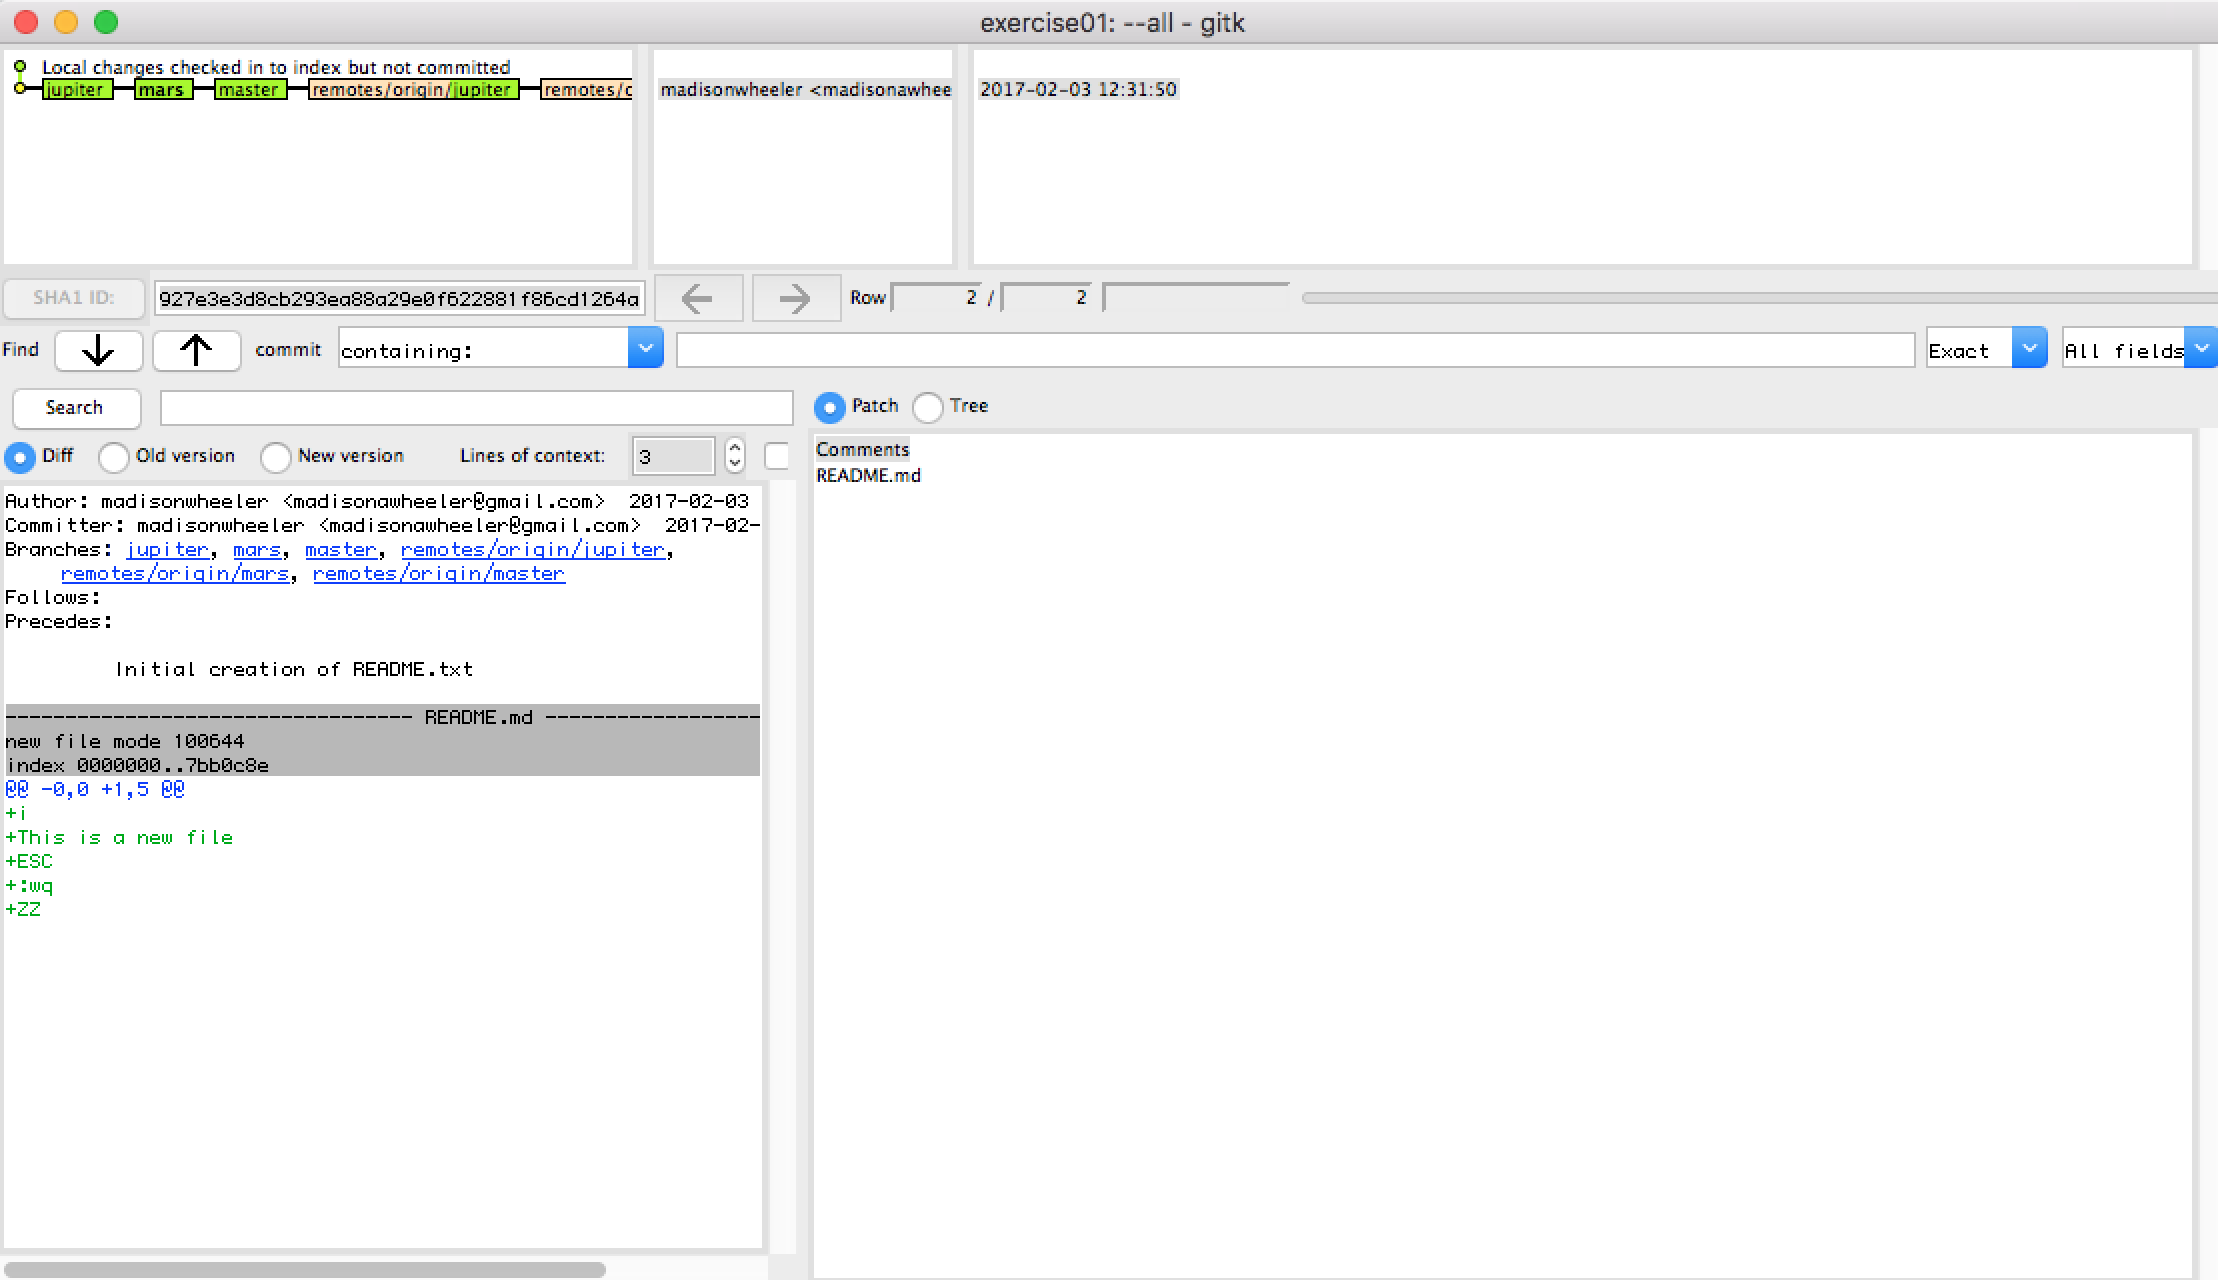 exercise01: --all - gitk
Local changes checked in to index but not committed
jupiter mars master remotes/origin/jupiter
madisonwheeler <madisonawhee
2017-02-03 12:31:50
SHA1 ID: 927e3e3d8cb293ea88a29e0f622881f86cd1264a Row 2 / 2
Find commit containing: Exact All fields
Search
Patch Tree
Diff Old version New version Lines of context: 3
Comments
README.md
Author: madisonwheeler <madisonawheeler@gmail.com> 2017-02-03
Committer: madisonwheeler <madisonawheeler@gmail.com> 2017-02-
Branches: jupiter, mars, master, remotes/origin/jupiter,
remotes/origin/mars, remotes/origin/master
Follows:
Precedes:
Initial creation of README.txt
---------------------------------- README.md ------------------
new file mode 100644
index 0000000..7bb0c8e
@@ -0,0 +1,5 @@
+i
+This is a new file
+ESC
+:wq
+ZZ